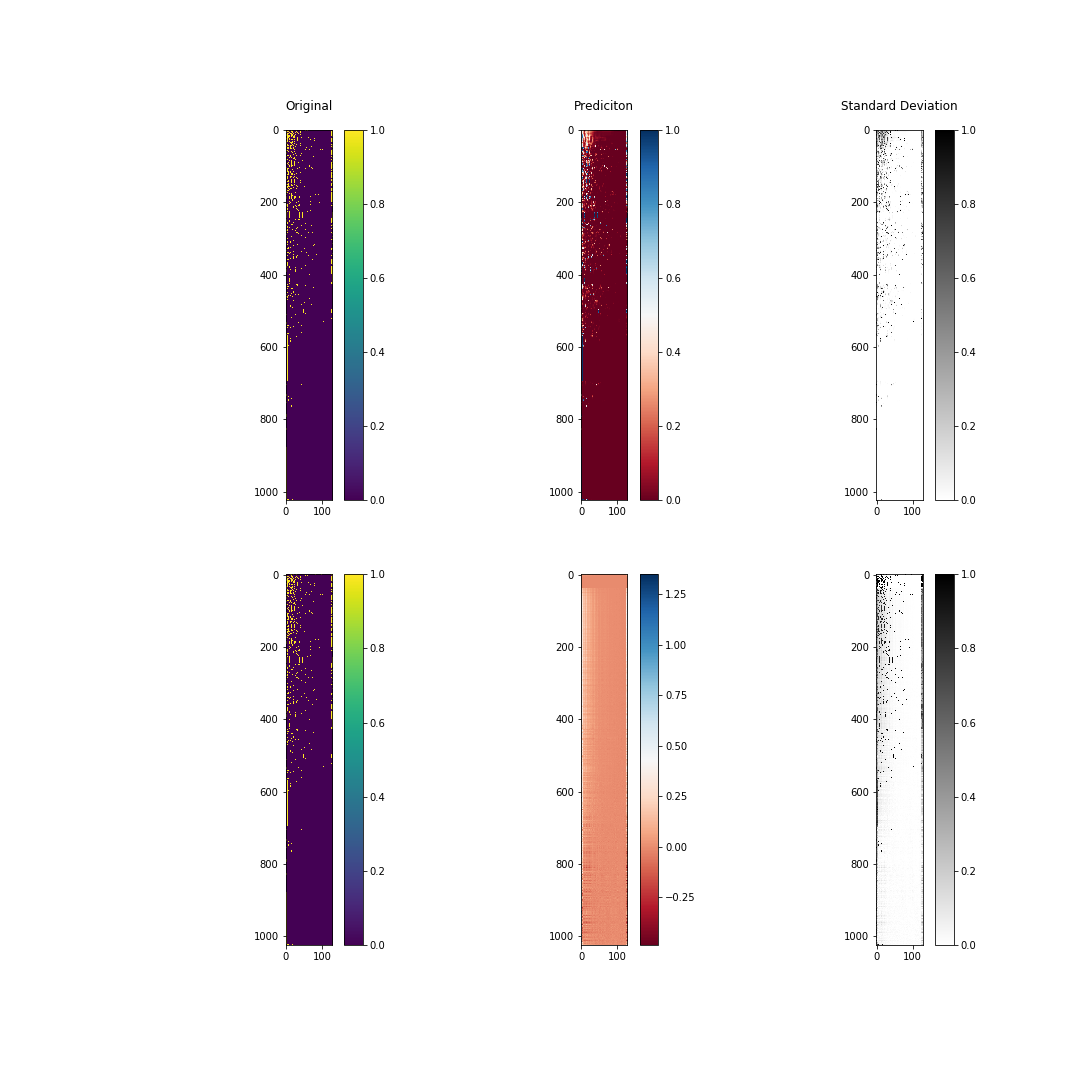 Original Prediciton Standard Deviation
0 1.0 0 1.0 0 1.0
200 0.8 200 0.8 200 0.8
400 0.6 400 0.6 400 0.6
600 0.4 600 0.4 600 0.4
800 0.2 800 0.2 800 0.2
1000 0.0 1000 0.0 1000 0.0
0 100 0 100 0 100
0 1.0 0 1.25 0 1.0
200 0.8 200 1.00 200 0.8
400 0.6 400 0.75 400 0.6
600 0.4 600 0.50 600 0.4
800 0.2 800 0.25 800 0.2
1000 0.0 1000 0.00 1000 0.0
−0.25
0 100 0 100 0 100